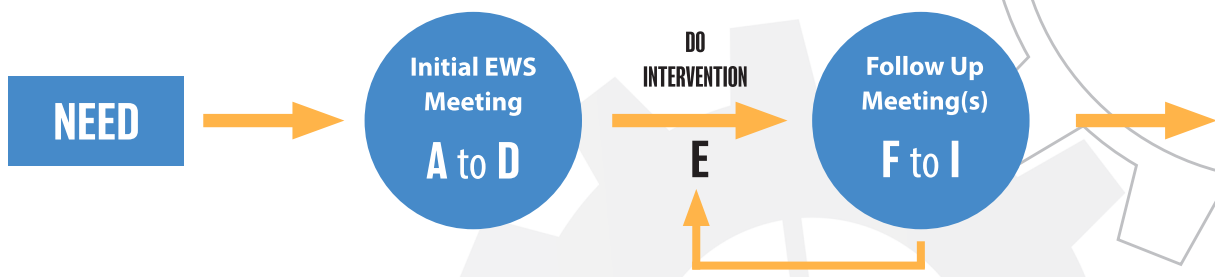 NEED
Initial EWS
Meeting
A to D
DO
INTERVENTION
E
Follow Up
Meeting(s)
F to I